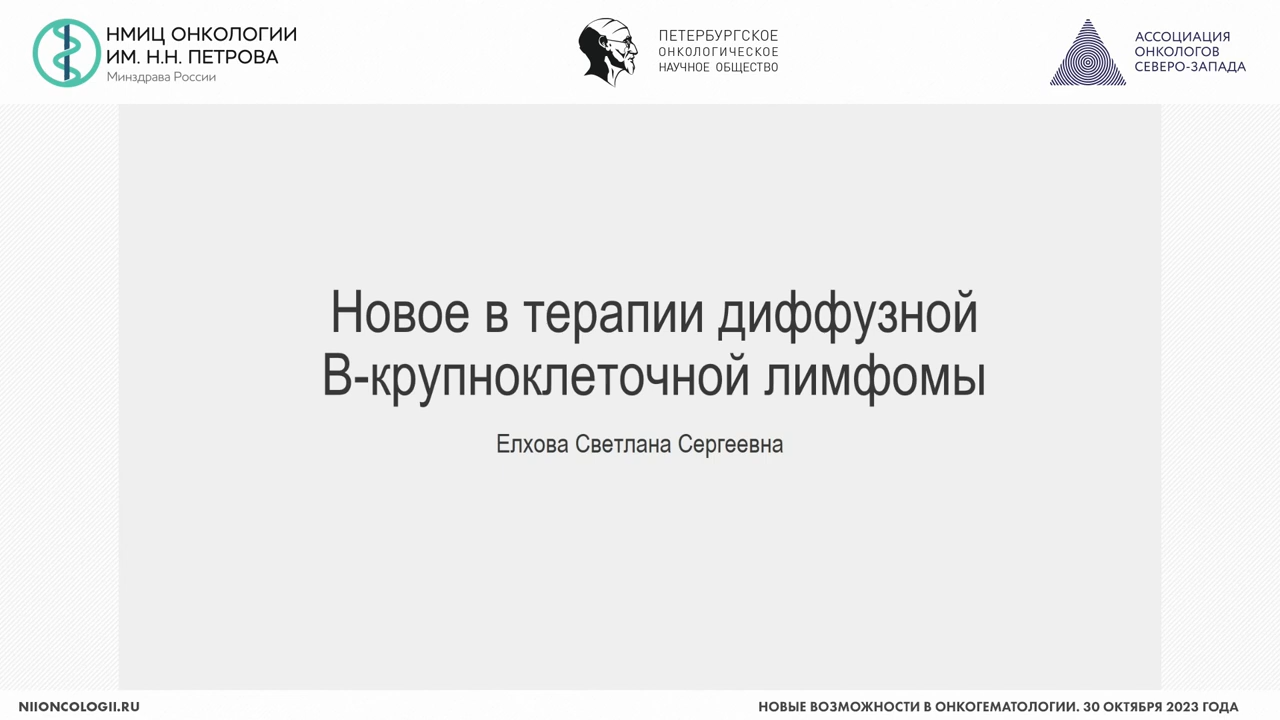 НМИЦ ОНКОЛОГИИ
ИМ. Н.Н. ПЕТРОВА
Минздрава России
ПЕТЕРБУРГСКОЕ
ОНКОЛОГИЧЕСКОЕ
НАУЧНОЕ ОБЩЕСТВО
АССОЦИАЦИЯ
ОНКОЛОГОВ
СЕВЕРО-ЗАПАДА
Новое в терапии диффузной
В-крупноклеточной лимфомы
Елхова Светлана Сергеевна
NIIONCOLOGII.RU
НОВЫЕ ВОЗМОЖНОСТИ В ОНКОГЕМАТОЛОГИИ. 30 ОКТЯБРЯ 2023 ГОДА